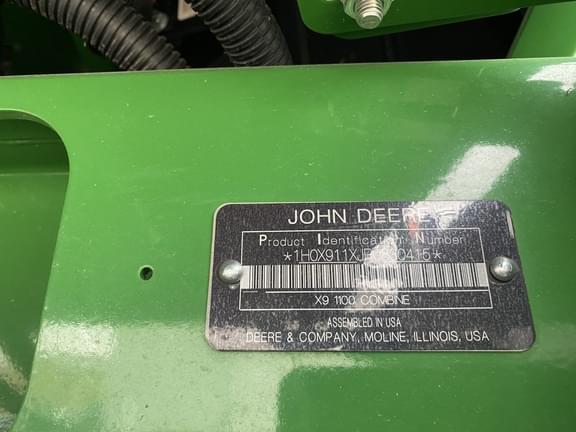 JOHN DEERE
Product Identification Number
X9 1100 COMBINE
ASSEMBLED IN USA
DEERE & COMPANY, MOLINE, ILLINOIS, USA